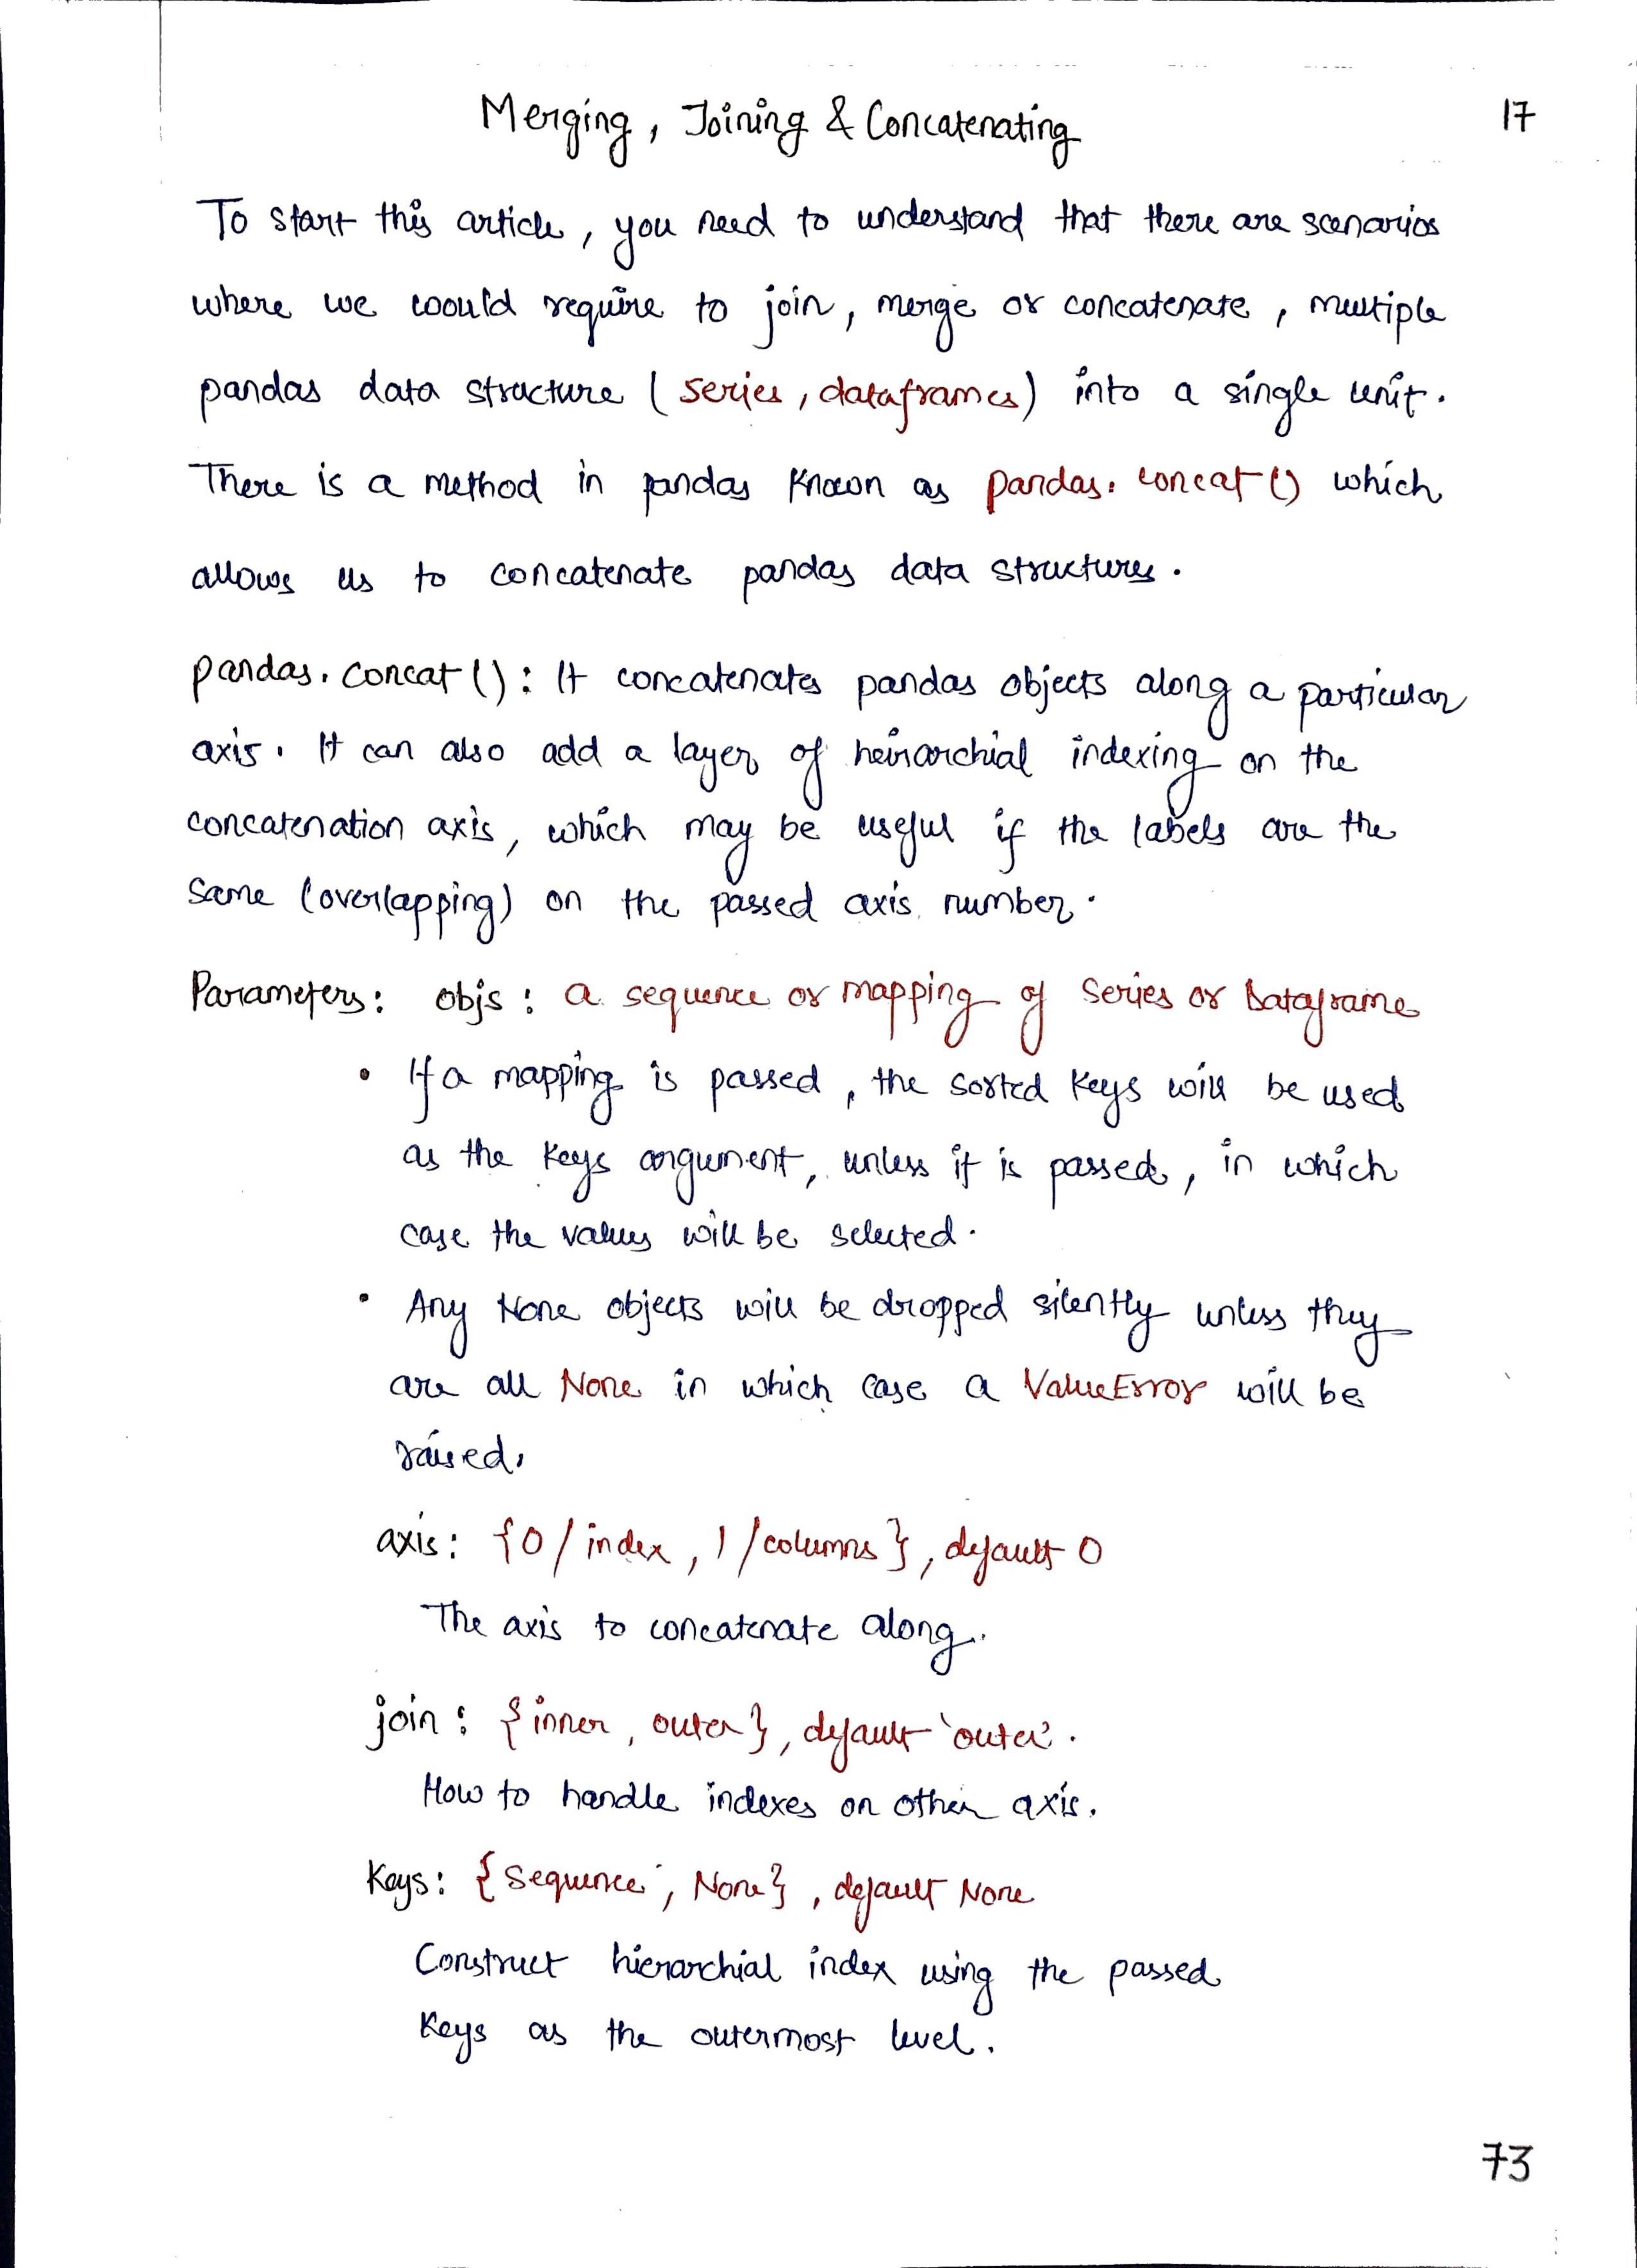 Merging, Joining & Concatenating
17
To start this article, you need to understand that there are scenarios
where we would require to join, merge or concatenate, multiple
pandas data structure (series, dataframes) into a single unit.
There is a method in pandas known as pandas.concat() which
allows us to concatenate pandas data structures.
pandas.concat(): It concatenates pandas objects along a particular
axis. It can also add a layer of heirarchial indexing on the
concatenation axis, which may be useful if the labels are the
same (overlapping) on the passed axis number.
Parameters: objs: a sequence or mapping of Series or Dataframe
• If a mapping is passed, the sorted keys will be used
as the keys argument, unless it is passed, in which
case the values will be selected.
• Any None objects will be dropped silently unless they
are all None in which case a ValueError will be
raised.
axis: {0/index, 1/columns}, default 0
The axis to concatenate along.
join: {inner, outer}, default 'outer'.
How to handle indexes on other axis.
Keys: {sequence, None}, default None
Construct hierarchial index using the passed
Keys as the outermost level.
73